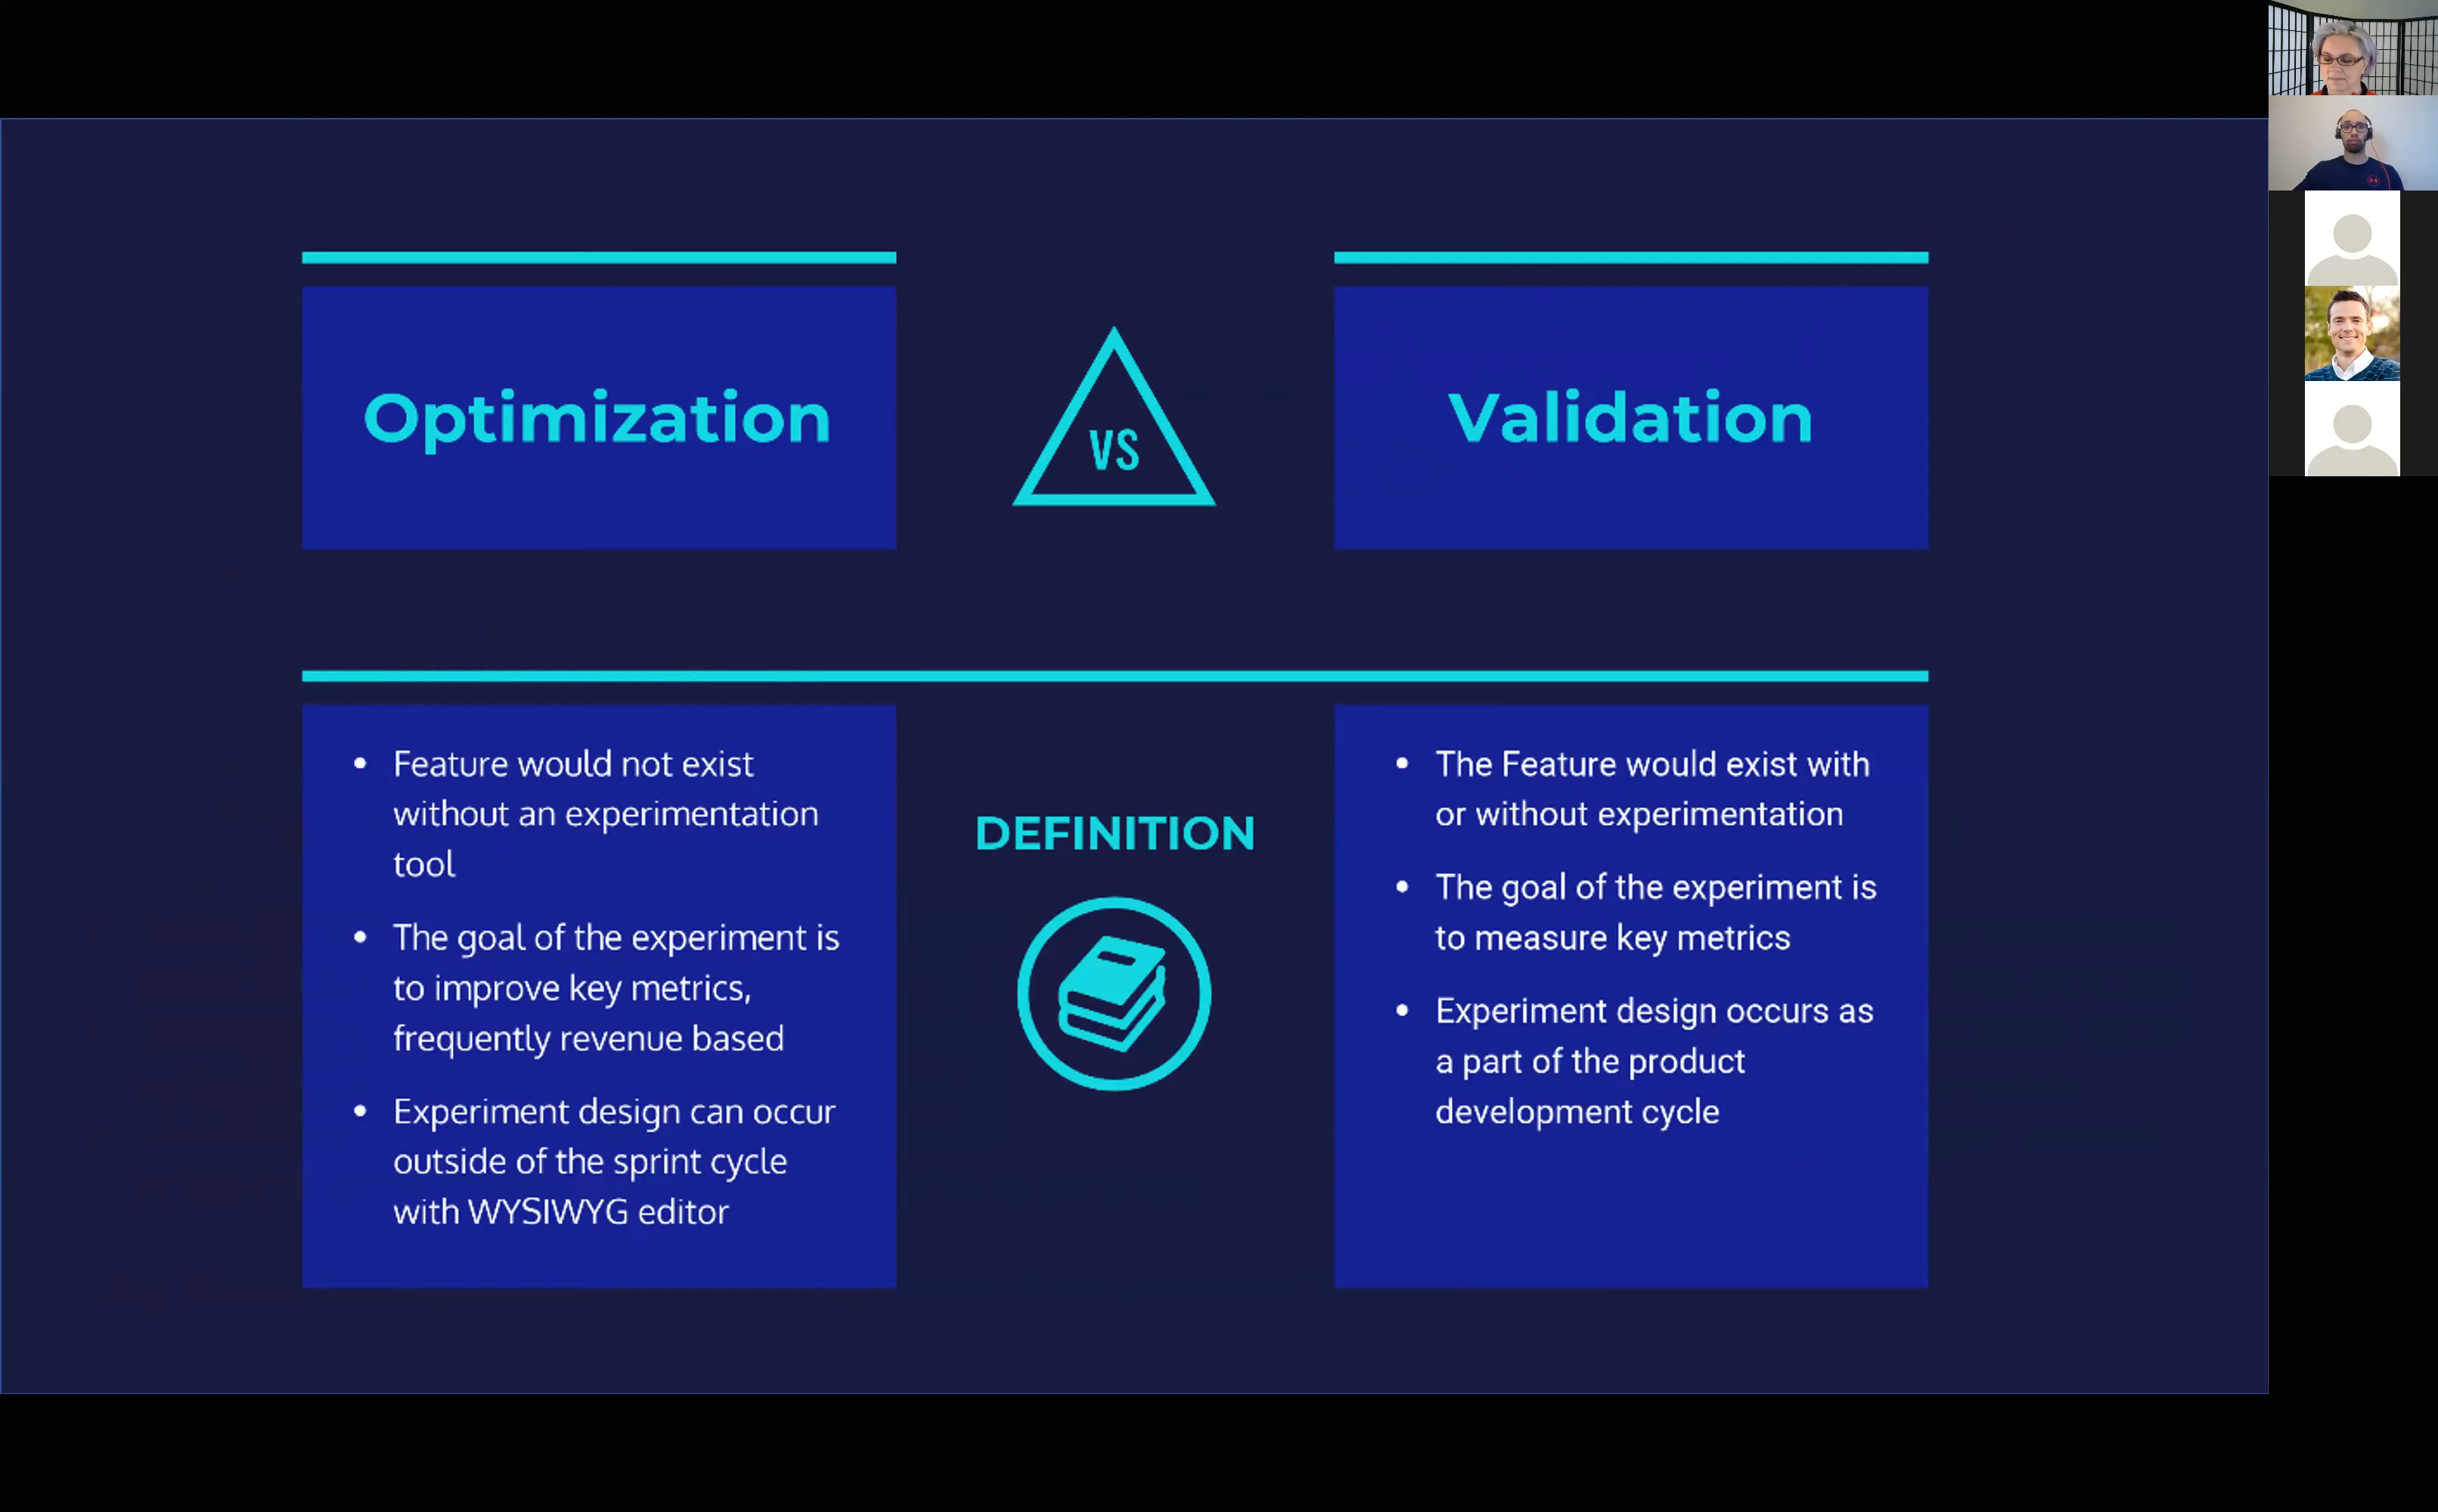 Optimization
VS
Validation
Feature would not exist
without an experimentation
tool
The goal of the experiment is
to improve key metrics,
frequently revenue based
Experiment design can occur
outside of the sprint cycle
with WYSIWYG editor
DEFINITION
The Feature would exist with
or without experimentation
The goal of the experiment is
to measure key metrics
Experiment design occurs as
a part of the product
development cycle